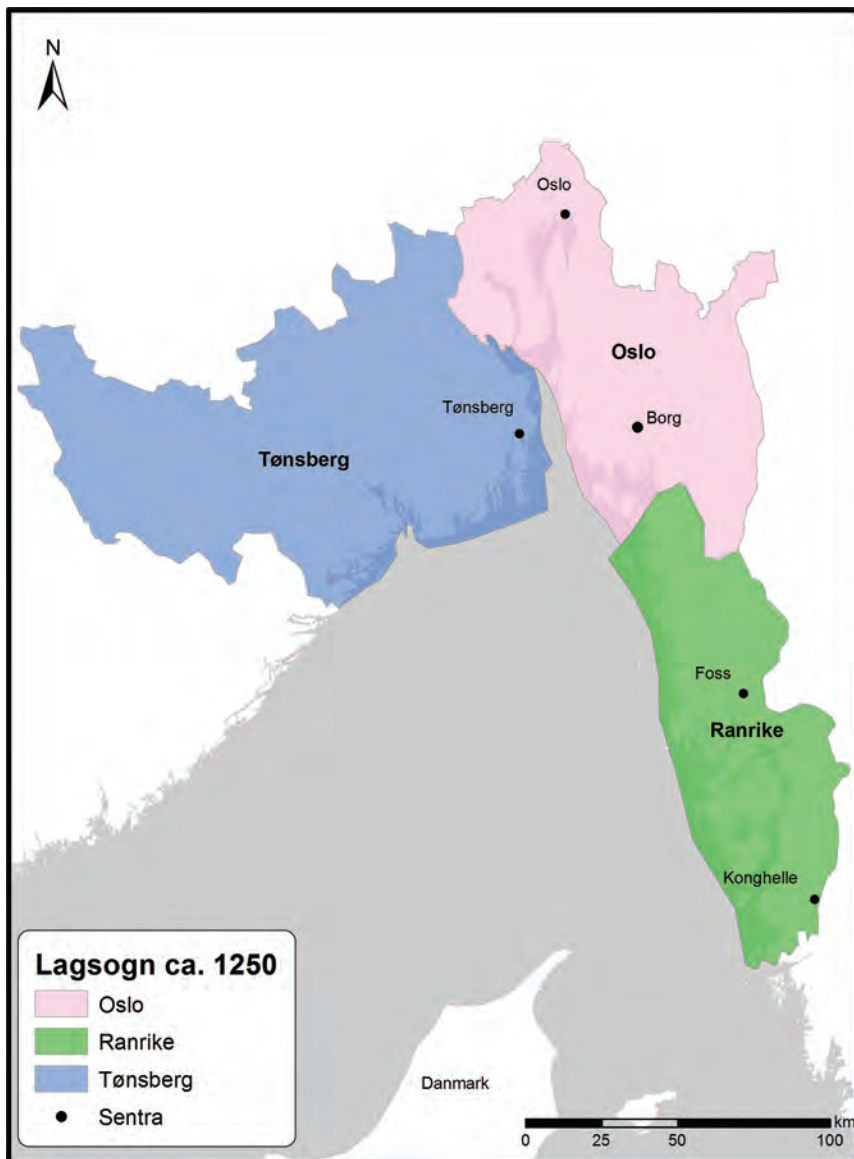 N
Oslo
Oslo
Tønsberg
Borg
Tønsberg
Foss
Ranrike
Konghelle
Lagsogn ca. 1250
Oslo
Ranrike
Tønsberg
Sentra
Danmark
km
0 25 50 100